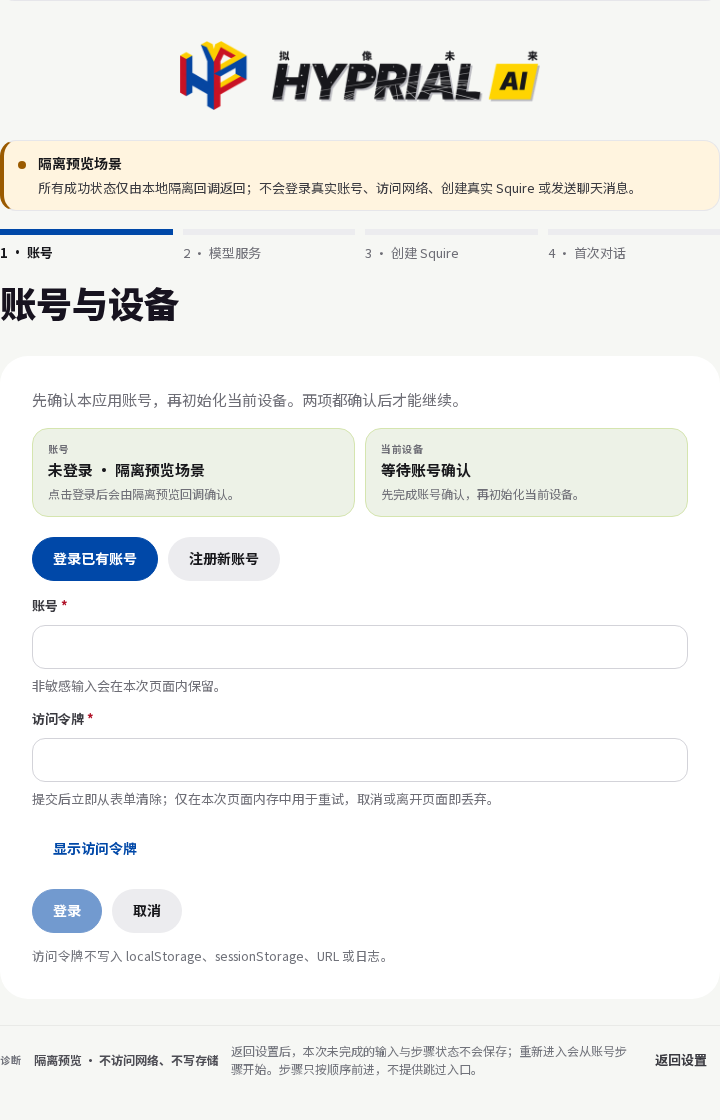 拟 像 未 来
HYPRIAL AI
隔离预览场景
所有成功状态仅由本地隔离回调返回；不会登录真实账号、访问网络、创建真实 Squire 或发送聊天消息。
1 • 账号
2 • 模型服务
3 • 创建 Squire
4 • 首次对话
账号与设备
先确认本应用账号，再初始化当前设备。两项都确认后才能继续。
账号
未登录 • 隔离预览场景
点击登录后会由隔离预览回调确认。
当前设备
等待账号确认
先完成账号确认，再初始化当前设备。
登录已有账号
注册新账号
账号 *
非敏感输入会在本次页面内保留。
访问令牌 *
提交后立即从表单清除；仅在本次页面内存中用于重试，取消或离开页面即丢弃。
显示访问令牌
登录
取消
访问令牌不写入 localStorage、sessionStorage、URL 或日志。
诊断
隔离预览 • 不访问网络、不写存储
返回设置后，本次未完成的输入与步骤状态不会保存；重新进入会从账号步
骤开始。步骤只按顺序前进，不提供跳过入口。
返回设置